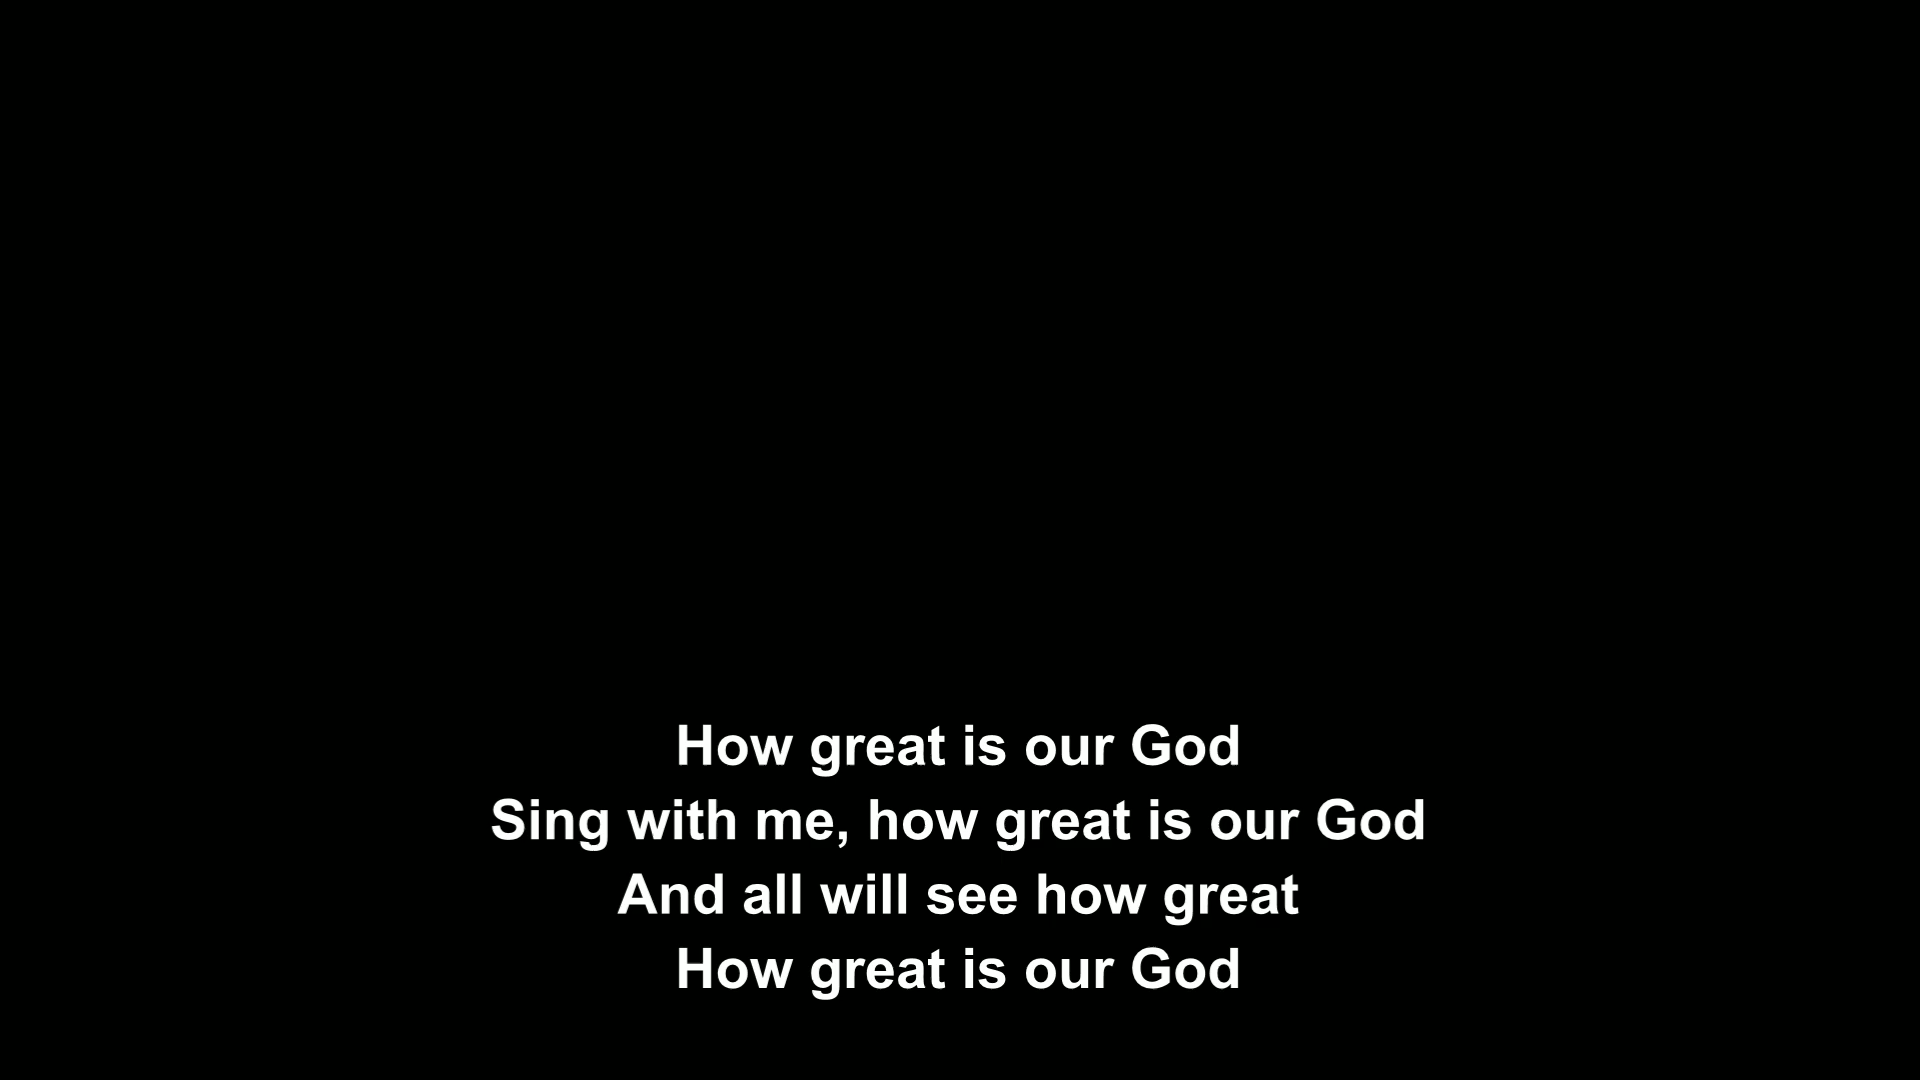 How great is our God
Sing with me, how great is our God
And all will see how great
How great is our God